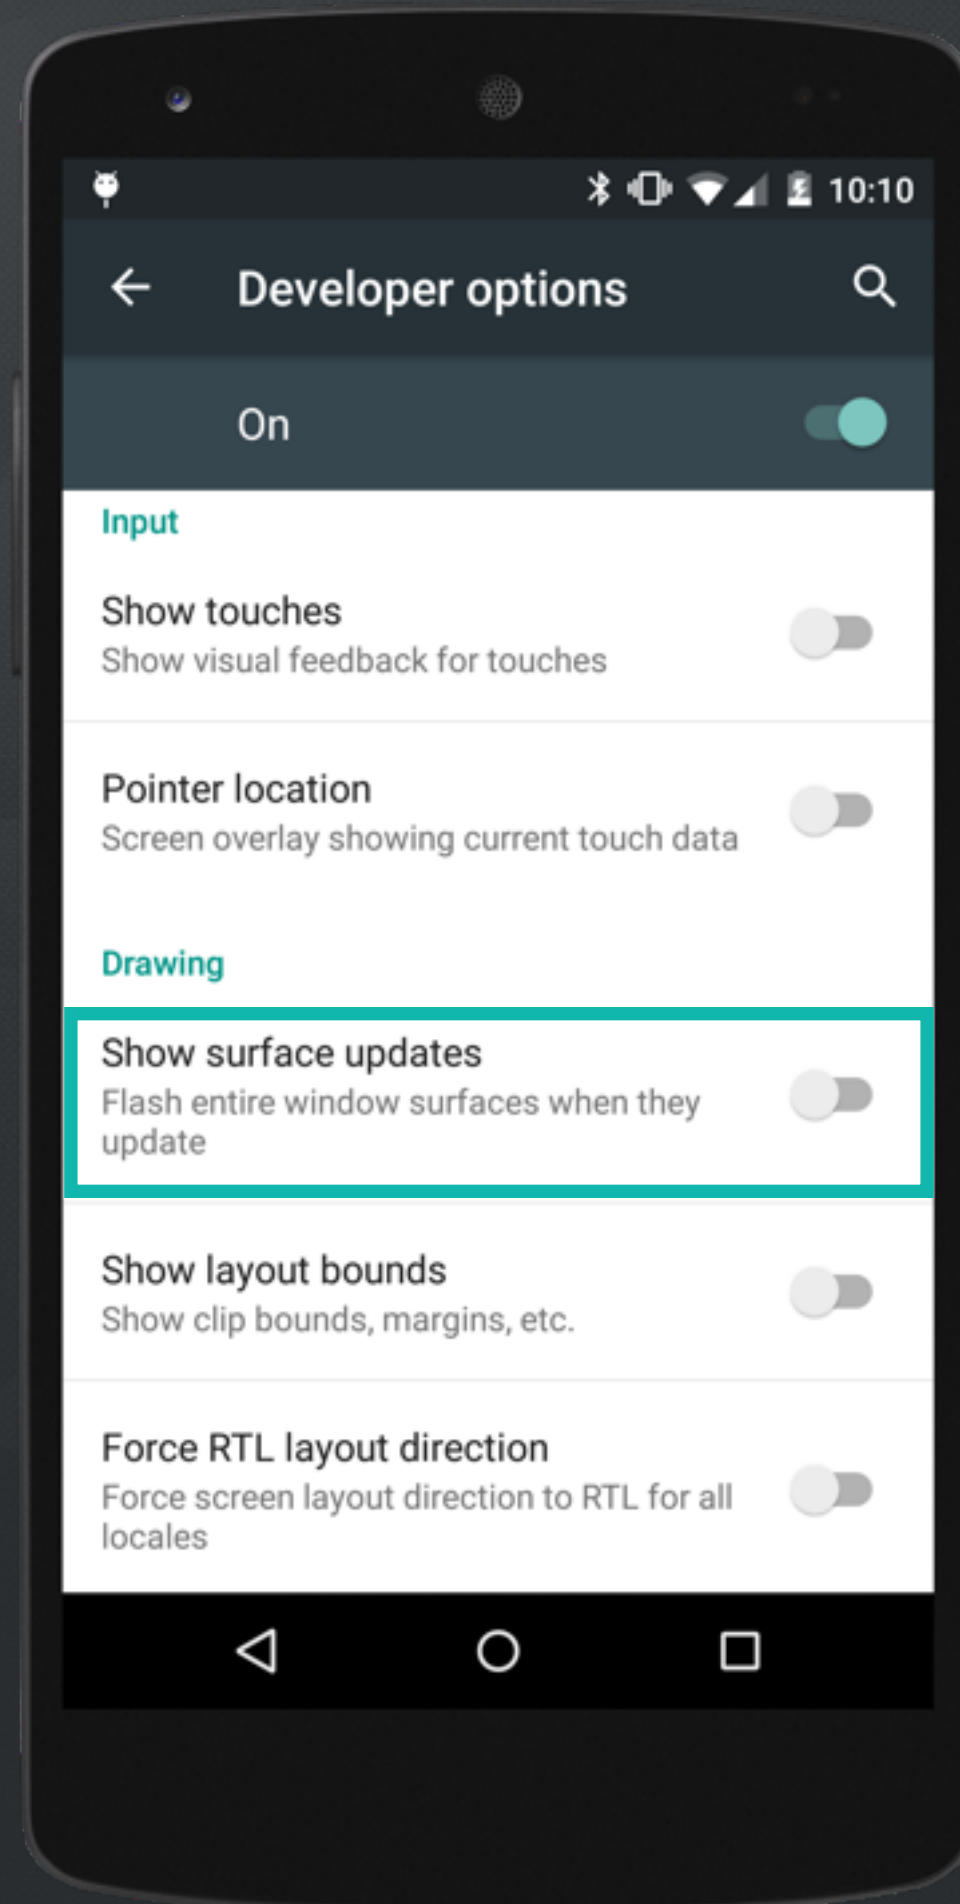 10:10
Developer options
On
Input
Show touches
Show visual feedback for touches
Pointer location
Screen overlay showing current touch data
Drawing
Show surface updates
Flash entire window surfaces when they
update
Show layout bounds
Show clip bounds, margins, etc.
Force RTL layout direction
Force screen layout direction to RTL for all
locales